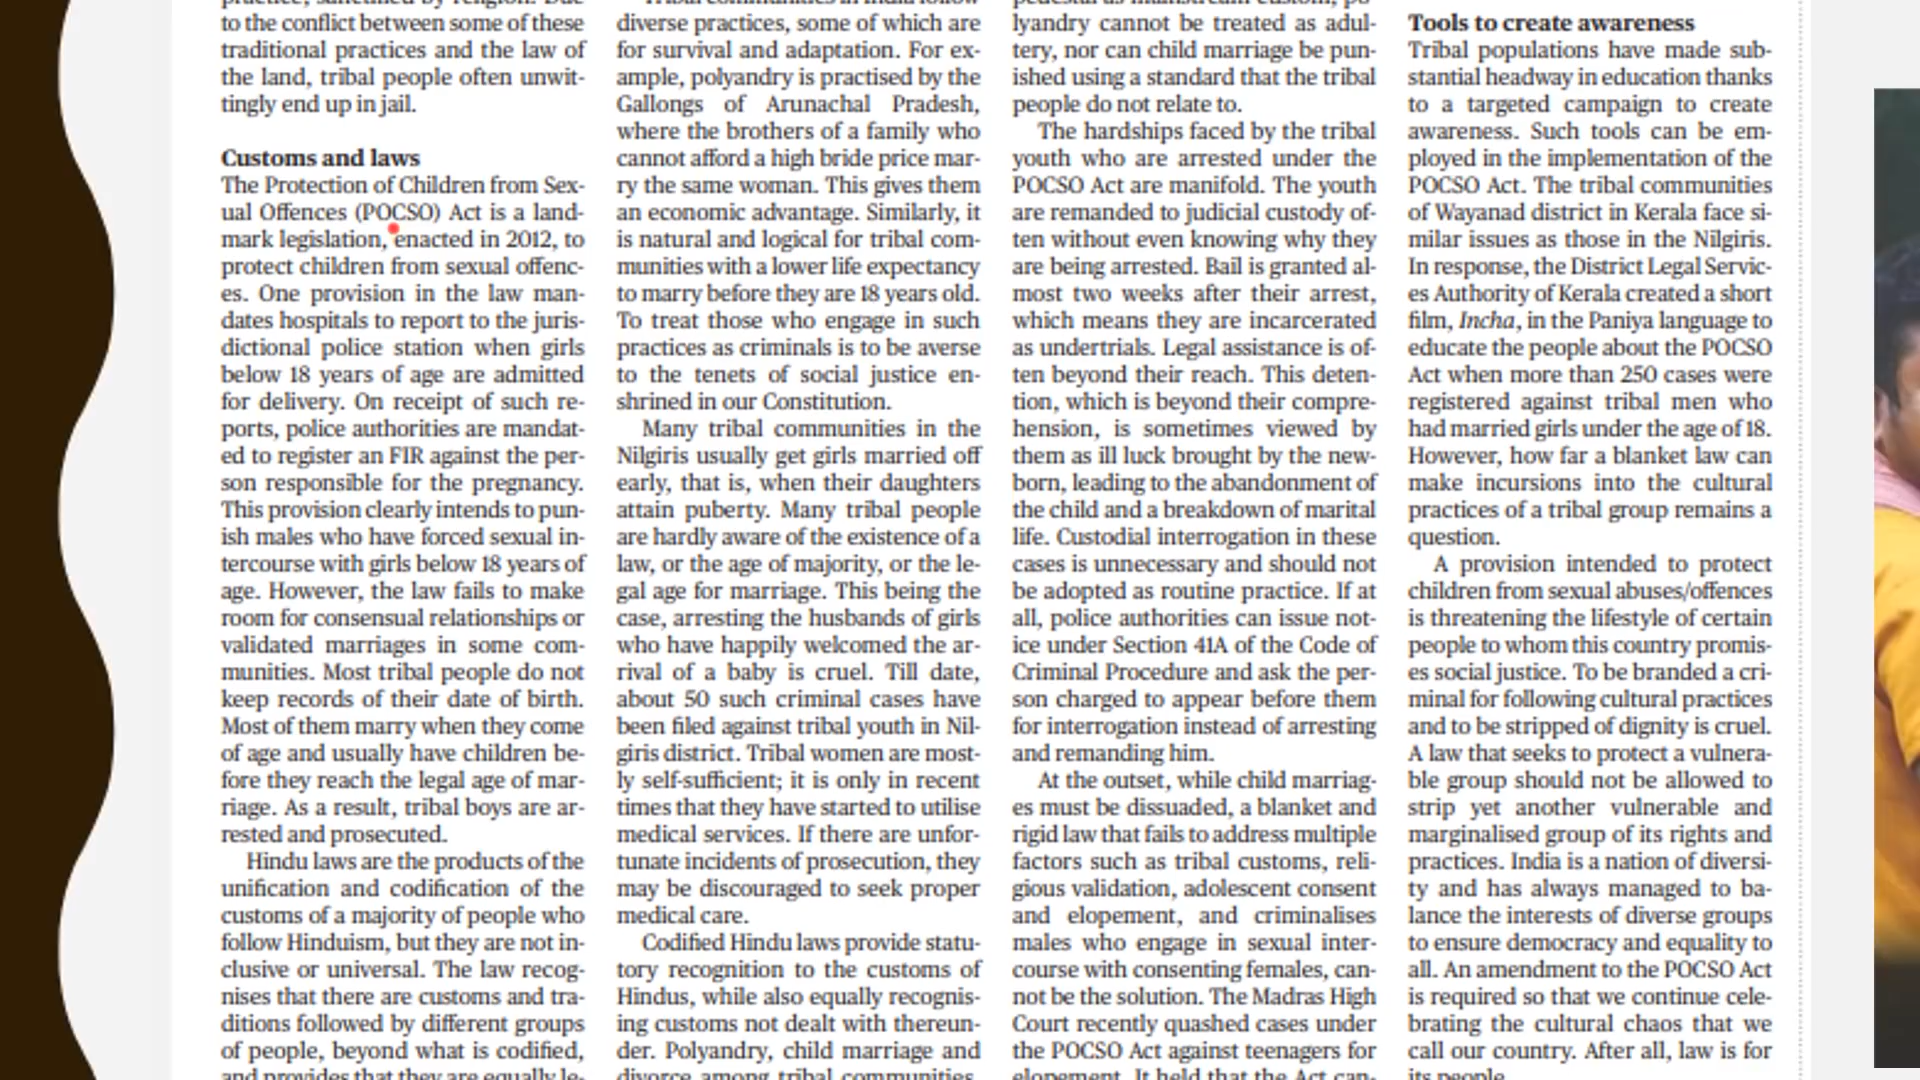 to the conflict between some of these
traditional practices and the law of
the land, tribal people often unwit-
tingly end up in jail.
Customs and laws
The Protection of Children from Sex-
ual Offences (POCSO) Act is a land-
mark legislation, enacted in 2012, to
protect children from sexual offenc-
es. One provision in the law man-
dates hospitals to report to the juris-
dictional police station when girls
below 18 years of age are admitted
for delivery. On receipt of such re-
ports, police authorities are mandat-
ed to register an FIR against the per-
son responsible for the pregnancy.
This provision clearly intends to pun-
ish males who have forced sexual in-
tercourse with girls below 18 years of
age. However, the law fails to make
room for consensual relationships or
validated marriages in some com-
munities. Most tribal people do not
keep records of their date of birth.
Most of them marry when they come
of age and usually have children be-
fore they reach the legal age of mar-
riage. As a result, tribal boys are ar-
rested and prosecuted.
Hindu laws are the products of the
unification and codification of the
customs of a majority of people who
follow Hinduism, but they are not in-
clusive or universal. The law recog-
nises that there are customs and tra-
ditions followed by different groups
of people, beyond what is codified,
and provides that they are equally le-
diverse practices, some of which are
for survival and adaptation. For ex-
ample, polyandry is practised by the
Gallongs of Arunachal Pradesh,
where the brothers of a family who
cannot afford a high bride price mar-
ry the same woman. This gives them
an economic advantage. Similarly, it
is natural and logical for tribal com-
munities with a lower life expectancy
to marry before they are 18 years old.
To treat those who engage in such
practices as criminals is to be averse
to the tenets of social justice en-
shrined in our Constitution.
Many tribal communities in the
Nilgiris usually get girls married off
early, that is, when their daughters
attain puberty. Many tribal people
are hardly aware of the existence of a
law, or the age of majority, or the le-
gal age for marriage. This being the
case, arresting the husbands of girls
who have happily welcomed the ar-
rival of a baby is cruel. Till date,
about 50 such criminal cases have
been filed against tribal youth in Nil-
giris district. Tribal women are most-
ly self-sufficient; it is only in recent
times that they have started to utilise
medical services. If there are unfor-
tunate incidents of prosecution, they
may be discouraged to seek proper
medical care.
Codified Hindu laws provide statu-
tory recognition to the customs of
Hindus, while also equally recognis-
ing customs not dealt with thereun-
der. Polyandry, child marriage and
divorce among tribal communities,
lyandry cannot be treated as adul-
tery, nor can child marriage be pun-
ished using a standard that the tribal
people do not relate to.
The hardships faced by the tribal
youth who are arrested under the
POCSO Act are manifold. The youth
are remanded to judicial custody of-
ten without even knowing why they
are being arrested. Bail is granted al-
most two weeks after their arrest,
which means they are incarcerated
as undertrials. Legal assistance is of-
ten beyond their reach. This deten-
tion, which is beyond their compre-
hension, is sometimes viewed by
them as ill luck brought by the new-
born, leading to the abandonment of
the child and a breakdown of marital
life. Custodial interrogation in these
cases is unnecessary and should not
be adopted as routine practice. If at
all, police authorities can issue not-
ice under Section 41A of the Code of
Criminal Procedure and ask the per-
son charged to appear before them
for interrogation instead of arresting
and remanding him.
At the outset, while child marriag-
es must be dissuaded, a blanket and
rigid law that fails to address multiple
factors such as tribal customs, reli-
gious validation, adolescent consent
and elopement, and criminalises
males who engage in sexual inter-
course with consenting females, can-
not be the solution. The Madras High
Court recently quashed cases under
the POCSO Act against teenagers for
elopement. It held that the Act can-
Tools to create awareness
Tribal populations have made sub-
stantial headway in education thanks
to a targeted campaign to create
awareness. Such tools can be em-
ployed in the implementation of the
POCSO Act. The tribal communities
of Wayanad district in Kerala face si-
milar issues as those in the Nilgiris.
In response, the District Legal Servic-
es Authority of Kerala created a short
film, Incha, in the Paniya language to
educate the people about the POCSO
Act when more than 250 cases were
registered against tribal men who
had married girls under the age of 18.
However, how far a blanket law can
make incursions into the cultural
practices of a tribal group remains a
question.
A provision intended to protect
children from sexual abuses/offences
is threatening the lifestyle of certain
people to whom this country promis-
es social justice. To be branded a cri-
minal for following cultural practices
and to be stripped of dignity is cruel.
A law that seeks to protect a vulnera-
ble group should not be allowed to
strip yet another vulnerable and
marginalised group of its rights and
practices. India is a nation of diversi-
ty and has always managed to ba-
lance the interests of diverse groups
to ensure democracy and equality to
all. An amendment to the POCSO Act
is required so that we continue cele-
brating the cultural chaos that we
call our country. After all, law is for
its people.